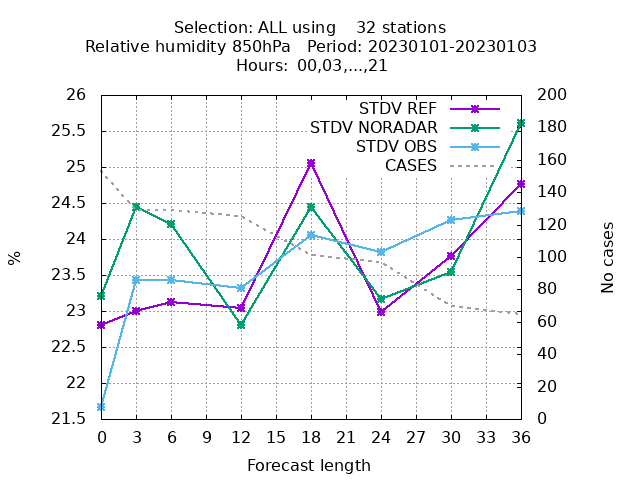 Selection: ALL using    32 stations
Relative humidity 850hPa   Period: 20230101-20230103
Hours:  00,03,...,21
STDV REF
STDV NORADAR
STDV OBS
CASES
%
26
25.5
25
24.5
24
23.5
23
22.5
22
21.5
200
180
160
140
120
100
80
60
40
20
0
No cases
0 3 6 9 12 15 18 21 24 27 30 33 36
Forecast length